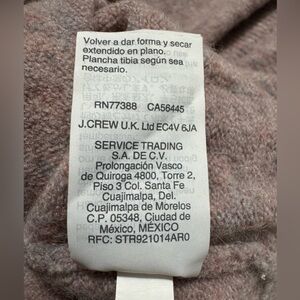 Volver a dar forma y secar
extendido en plano.
Plancha tibia según sea
necesario.
RN77388 CA56445
J.CREW U.K. Ltd EC4V 6JA
SERVICE TRADING
S.A. DE C.V.
Prolongación Vasco
de Quiroga 4800, Torre 2,
Piso 3 Col. Santa Fe
Cuajimalpa, Del.
Cuajimalpa de Morelos
C.P. 05348, Ciudad de
México, MÉXICO
RFC: STR921014AR0